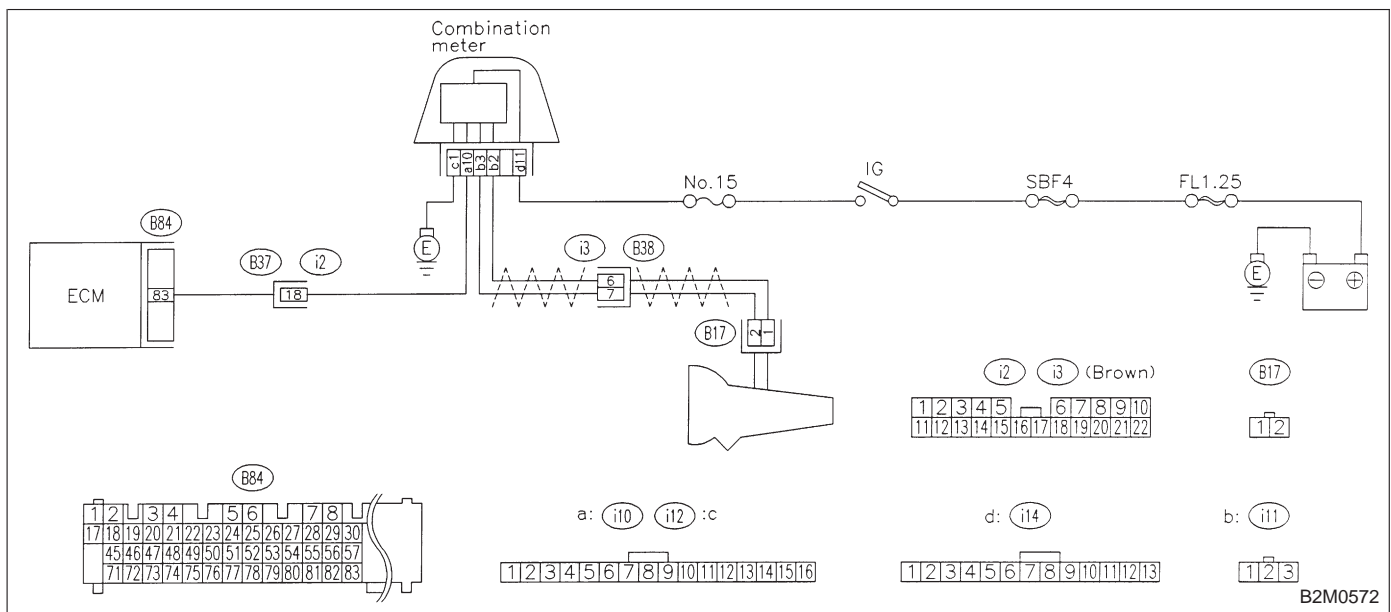 Combination
meter
c1 a10 b3 b2 d11
No.15 IG SBF4 FL1.25
B84
B37 i2 i3 B38
E
E
ECM 83 18
6
7
⊖ ⊕
B17
2 1
i2 i3 (Brown) B17
1 2 3 4 5 6 7 8 9 10
11 12 13 14 15 16 17 18 19 20 21 22
1 2
B84
1 2 3 4 5 6 7 8
17 18 19 20 21 22 23 24 25 26 27 28 29 30
45 46 47 48 49 50 51 52 53 54 55 56 57
71 72 73 74 75 76 77 78 79 80 81 82 83
a: i10 i12 :c
1 2 3 4 5 6 7 8 9 10 11 12 13 14 15 16
d: i14
1 2 3 4 5 6 7 8 9 10 11 12 13
b: i11
1 2 3
B2M0572